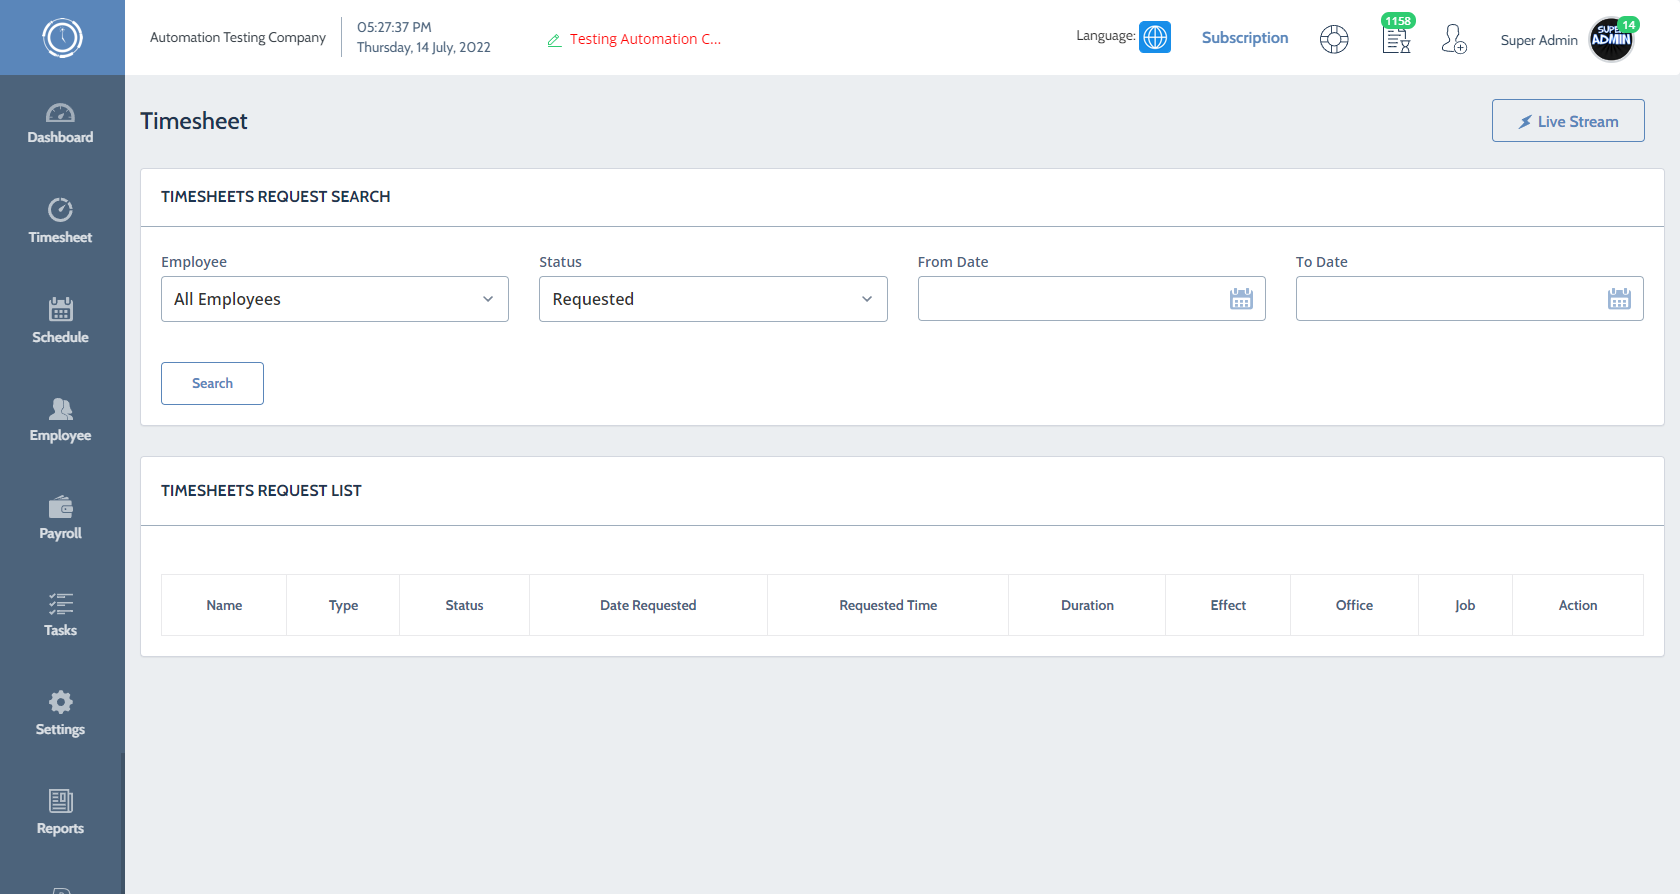 Automation Testing Company
05:27:37 PM
Thursday, 14 July, 2022
Testing Automation C...
Language:
Subscription
1158
Super Admin
SUPER ADMIN
14
Dashboard
Timesheet
Schedule
Employee
Payroll
Tasks
Settings
Reports
Timesheet
Live Stream
TIMESHEETS REQUEST SEARCH
Employee Status From Date To Date
All Employees Requested
Search
TIMESHEETS REQUEST LIST
Name Type Status Date Requested Requested Time Duration Effect Office Job Action